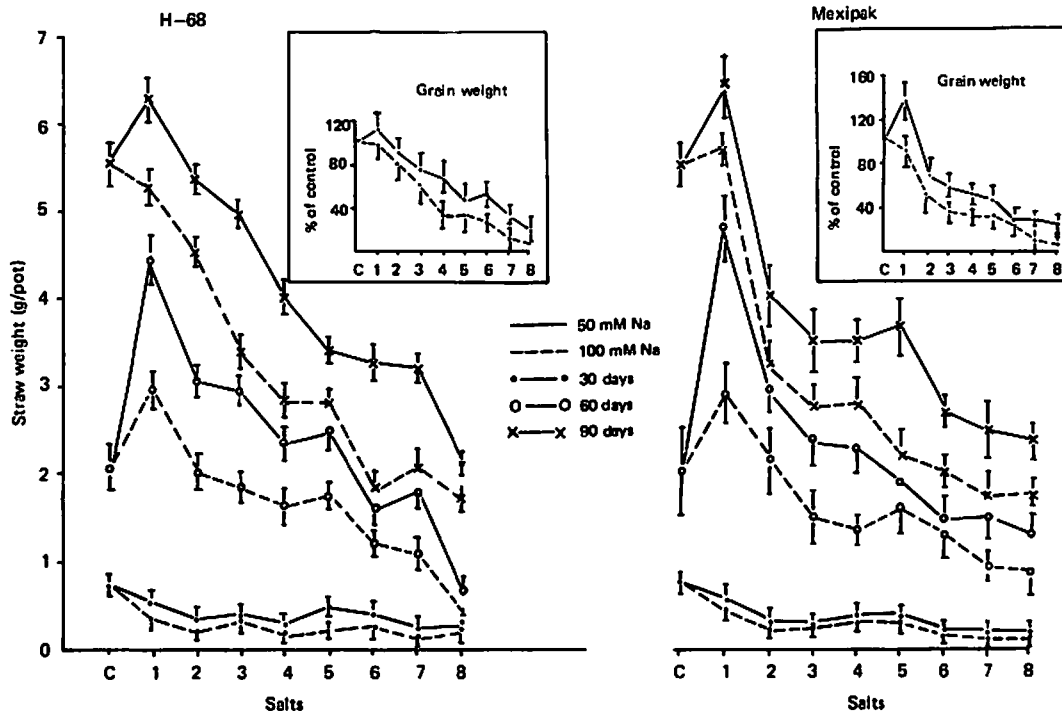 H–68
Mexipak
Straw weight (g/pot)
7
6
5
4
3
2
1
0
C 1 2 3 4 5 6 7 8
Salts
Grain weight
% of control
120
80
40
C 1 2 3 4 5 6 7 8
50 mM Na
100 mM Na
30 days
60 days
90 days
Grain weight
% of control
160
120
80
40
C 1 2 3 4 5 6 7 8
C 1 2 3 4 5 6 7 8
Salts